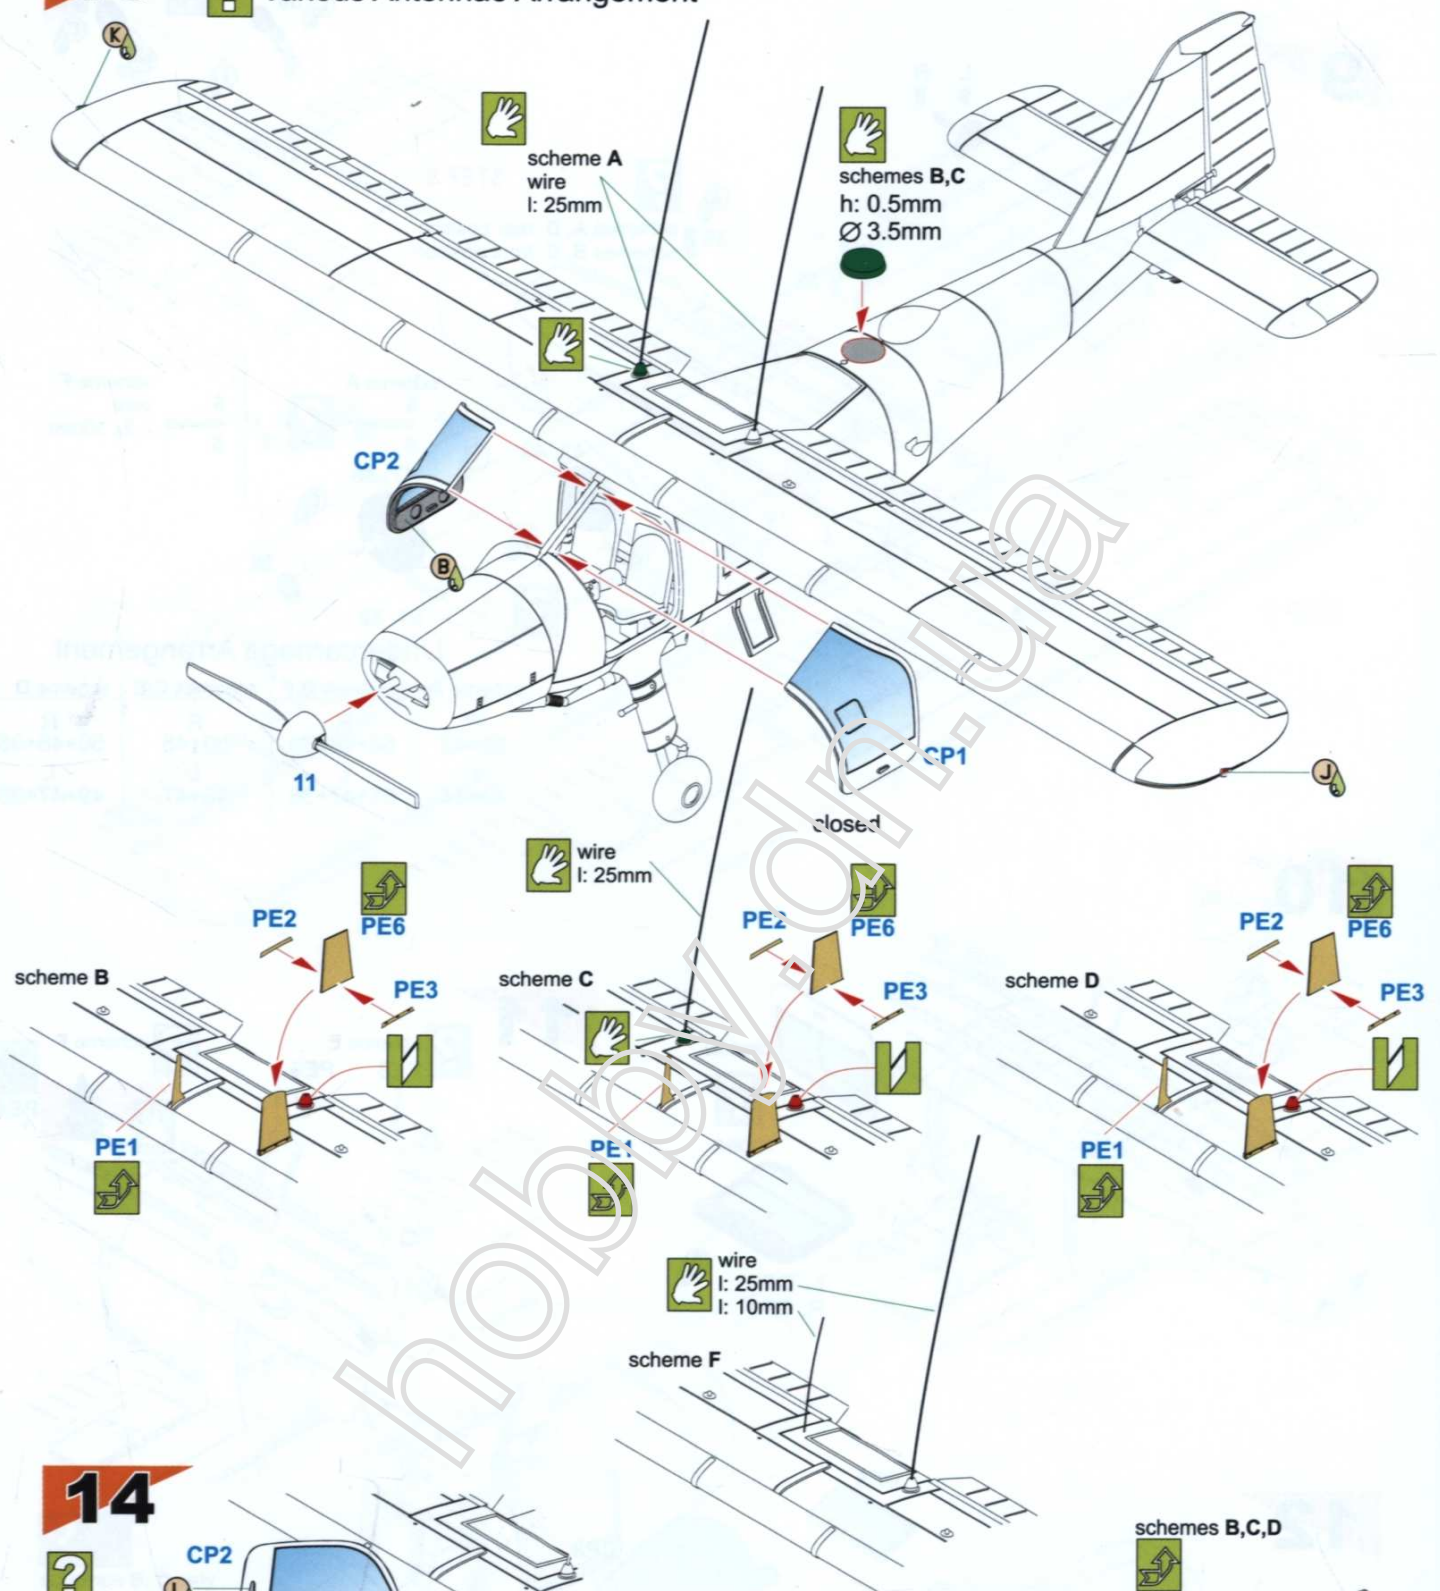 Various Antennas Arrangement
K
scheme A
wire
l: 25mm
schemes B,C
h: 0.5mm
Ø 3.5mm
CP2
B
11
CP1
closed
J
wire
l: 25mm
PE2
PE6
PE3
scheme B
PE1
PE2
PE6
PE3
scheme C
PE1
PE2
PE6
PE3
scheme D
PE1
wire
l: 25mm
l: 10mm
scheme F
14
?
CP2
schemes B,C,D
hobby.dn.ua